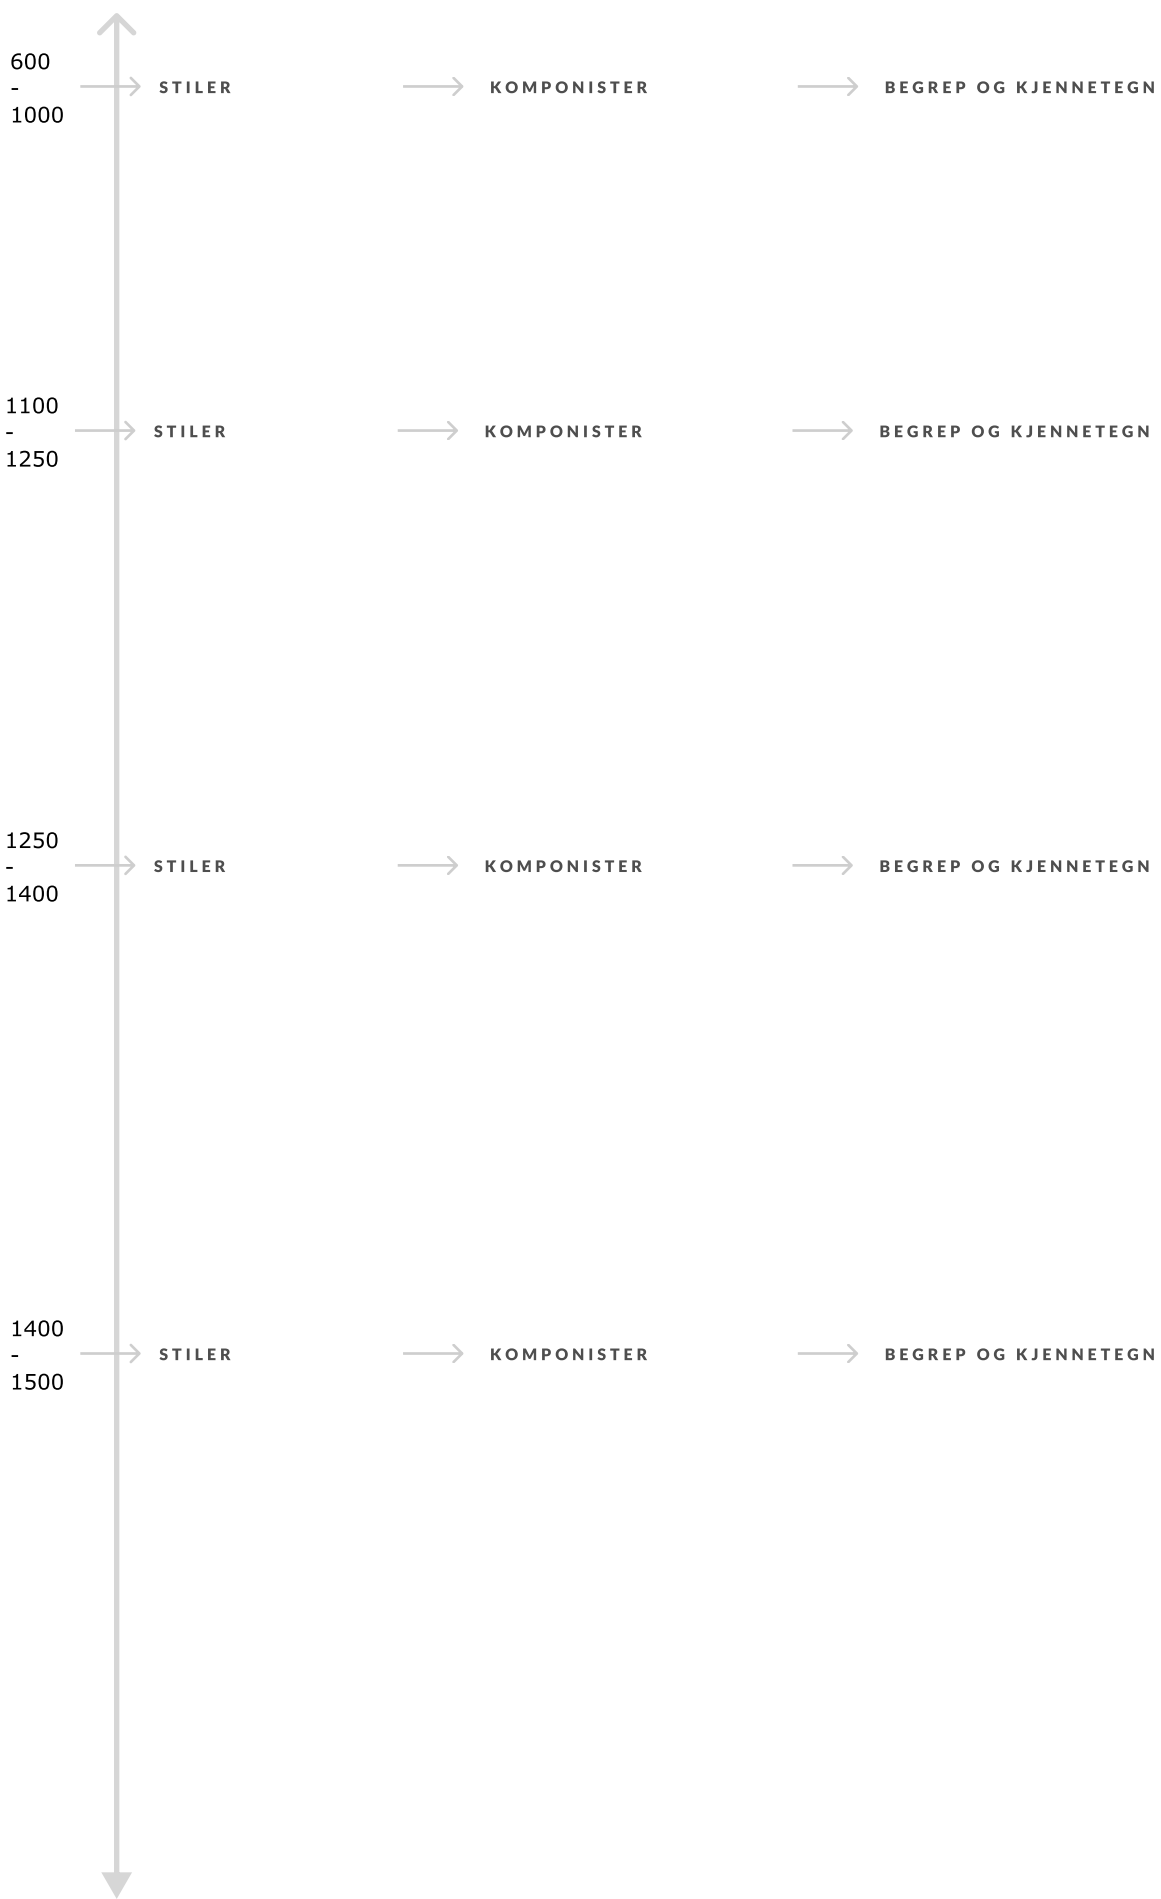 600
-
1000
STILER
KOMPONISTER
BEGREP OG KJENNETEGN
1100
-
1250
STILER
KOMPONISTER
BEGREP OG KJENNETEGN
1250
-
1400
STILER
KOMPONISTER
BEGREP OG KJENNETEGN
1400
-
1500
STILER
KOMPONISTER
BEGREP OG KJENNETEGN